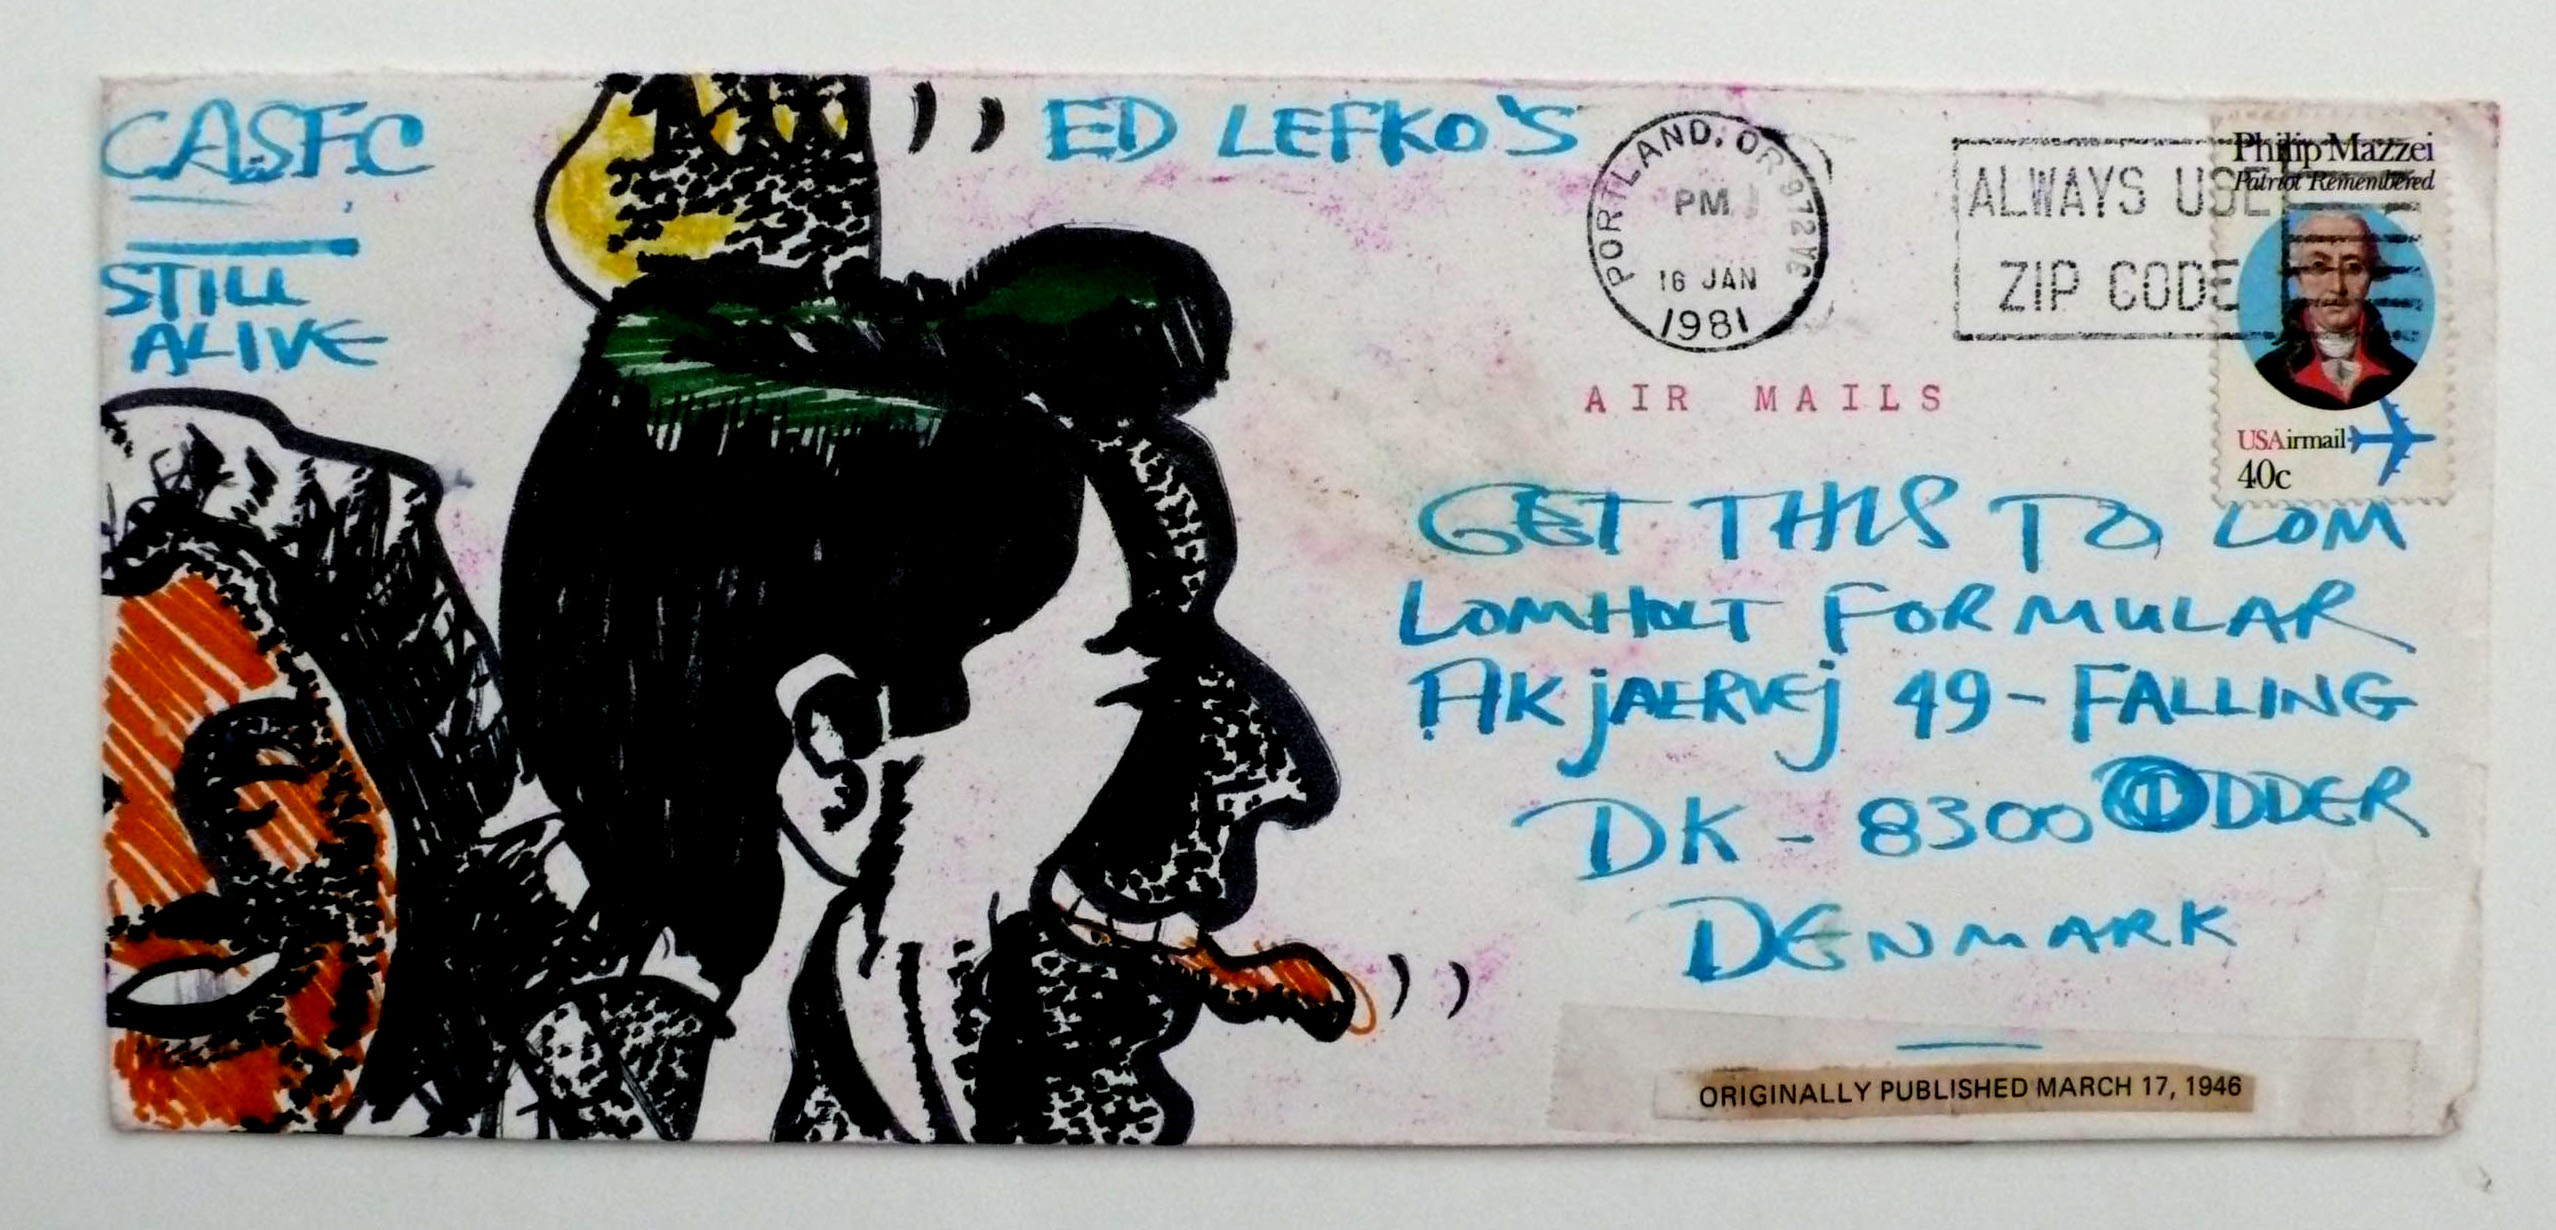 CASFC
STILL
ALIVE
ED LEFKO'S
PORTLAND, OR 972
PM
16 JAN
1981
ALWAYS USE
ZIP CODE
Philip Mazzei
Patriot Remembered
USAirmail
40c
AIR MAILS
GET THIS TO LOM
LOMHOLT FORMULAR
AKjAERVEj 49 - FALLING
DK - 8300 ODDER
DENMARK
ORIGINALLY PUBLISHED MARCH 17, 1946